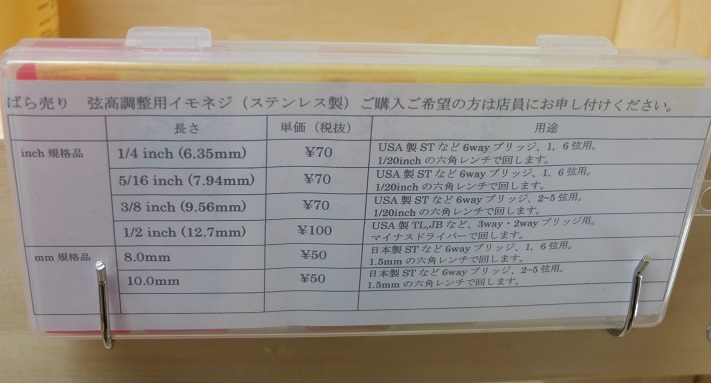 ばら売り 弦高調整用イモネジ（ステンレス製）ご購入ご希望の方は店員にお申し付けください。
長さ 単価（税抜） 用途
inch 規格品 1/4 inch (6.35mm) ¥70 USA 製 ST など 6way ブリッジ、1，6 弦用。
1/20inch の六角レンチで回します。
5/16 inch (7.94mm) ¥70 USA 製 ST など 6way ブリッジ、1，6 弦用。
1/20inch の六角レンチで回します。
3/8 inch (9.56mm) ¥70 USA 製 ST など 6way ブリッジ、2~5 弦用。
1/20inch の六角レンチで回します。
1/2 inch (12.7mm) ¥100 USA 製 TL,JB など、3way・2way ブリッジ用。
マイナスドライバーで回します。
mm 規格品 8.0mm ¥50 日本製 ST など 6way ブリッジ、1，6 弦用。
1.5mm の六角レンチで回します。
10.0mm ¥50 日本製 ST など 6way ブリッジ、2~5 弦用。
1.5mm の六角レンチで回します。